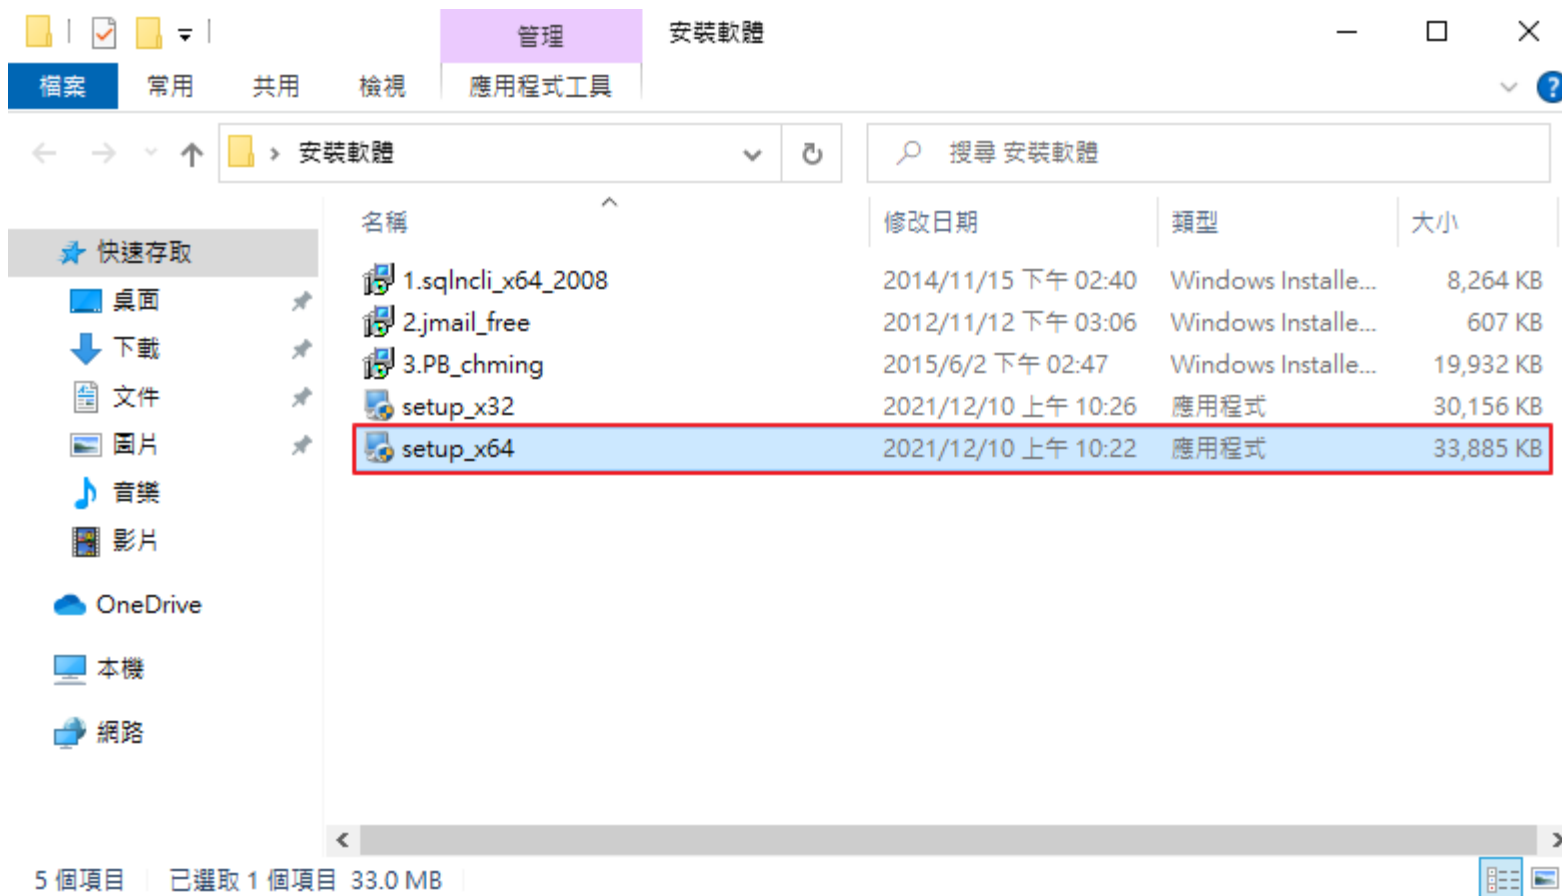 管理 安裝軟體
檔案 常用 共用 檢視 應用程式工具 ?
安裝軟體 搜尋 安裝軟體
名稱 修改日期 類型 大小
快速存取
桌面
下載
文件
圖片
音樂
影片
OneDrive
本機
網路
1.sqlncli_x64_2008 2014/11/15 下午 02:40 Windows Installe... 8,264 KB
2.jmail_free 2012/11/12 下午 03:06 Windows Installe... 607 KB
3.PB_chming 2015/6/2 下午 02:47 Windows Installe... 19,932 KB
setup_x32 2021/12/10 上午 10:26 應用程式 30,156 KB
setup_x64 2021/12/10 上午 10:22 應用程式 33,885 KB
5 個項目 已選取 1 個項目 33.0 MB